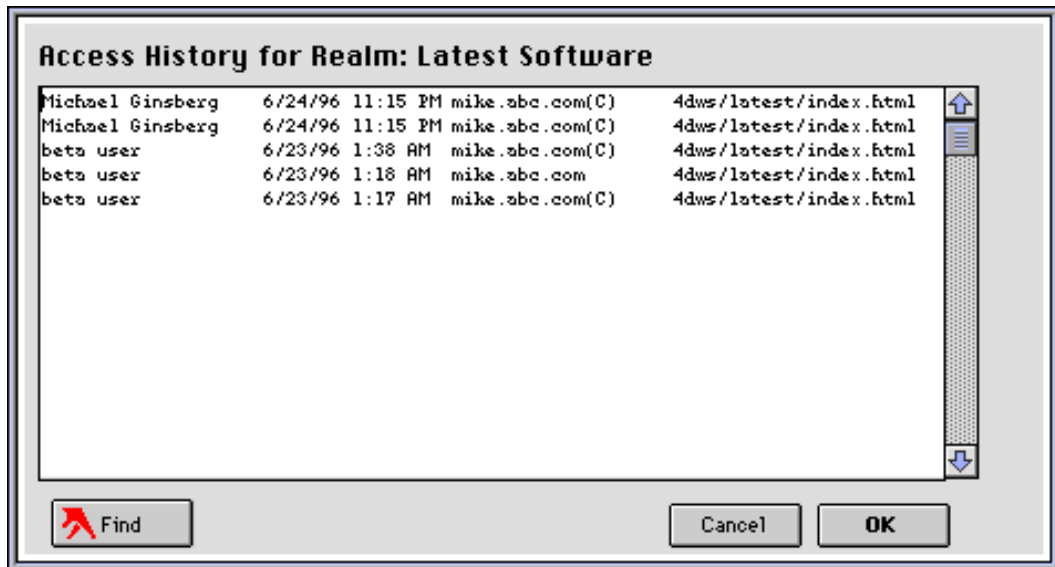 Access History for Realm: Latest Software
Michael Ginsberg 6/24/96 11:15 PM mike.abc.com(C) 4dws/latest/index.html
Michael Ginsberg 6/24/96 11:15 PM mike.abc.com(C) 4dws/latest/index.html
beta user 6/23/96 1:38 AM mike.abc.com(C) 4dws/latest/index.html
beta user 6/23/96 1:18 AM mike.abc.com 4dws/latest/index.html
beta user 6/23/96 1:17 AM mike.abc.com(C) 4dws/latest/index.html
Find Cancel OK